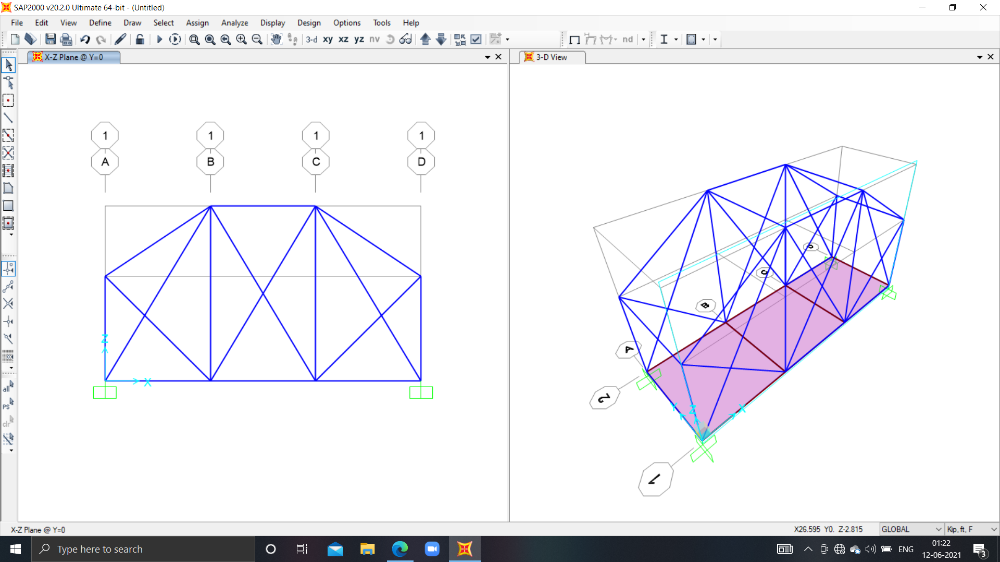 SAP2000 v20.2.0 Ultimate 64-bit - (Untitled)
File Edit View Define Draw Select Assign Analyze Display Design Options Tools Help
3-d xy xz yz nv nd
X-Z Plane @ Y=0
3-D View
1 1 1 1
A B C D
Z
X
B
A
2
1
Y Z X
all
PS
clr
X-Z Plane @ Y=0
X26.595 Y0. Z-2.815
GLOBAL
Kip, ft, F
Type here to search
ENG
01:22
12-06-2021
3